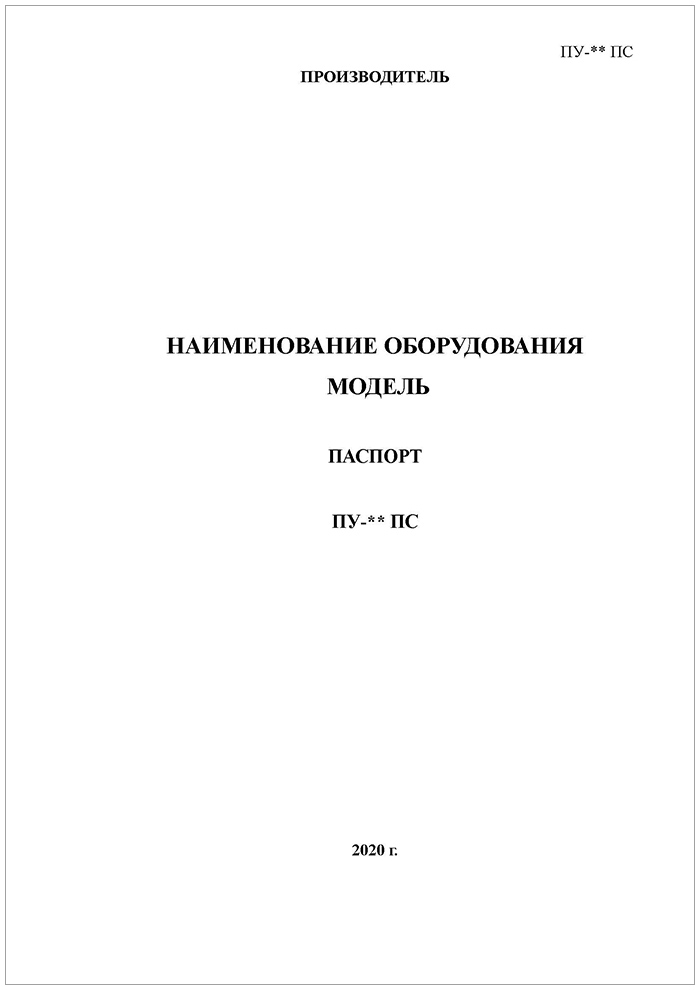 ПУ-** ПС
ПРОИЗВОДИТЕЛЬ
НАИМЕНОВАНИЕ ОБОРУДОВАНИЯ
МОДЕЛЬ
ПАСПОРТ
ПУ-** ПС
2020 г.